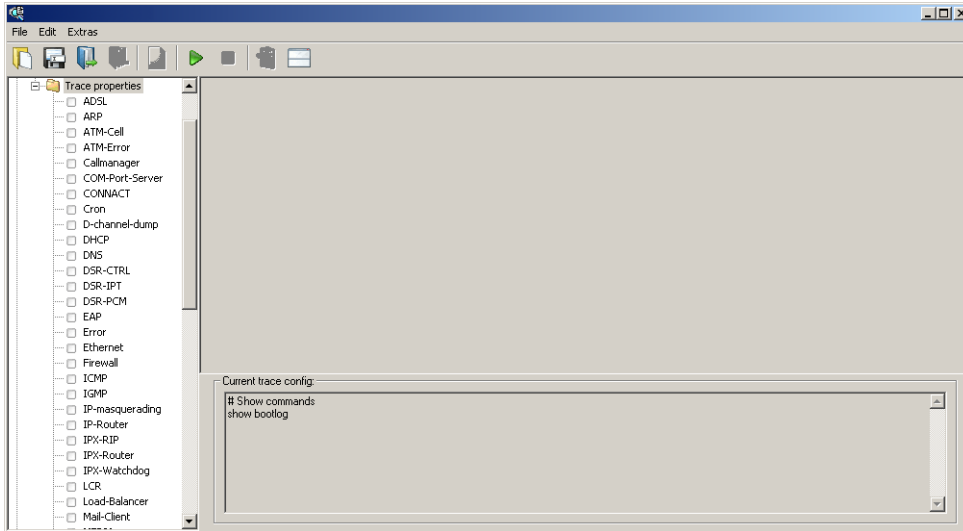 File Edit Extras
Trace properties
ADSL
ARP
ATM-Cell
ATM-Error
Callmanager
COM-Port-Server
CONNACT
Cron
D-channel-dump
DHCP
DNS
DSR-CTRL
DSR-IPT
DSR-PCM
EAP
Error
Ethernet
Firewall
ICMP
IGMP
IP-masquerading
IP-Router
IPX-RIP
IPX-Router
IPX-Watchdog
LCR
Load-Balancer
Mail-Client
Current trace config:
# Show commands
show bootlog